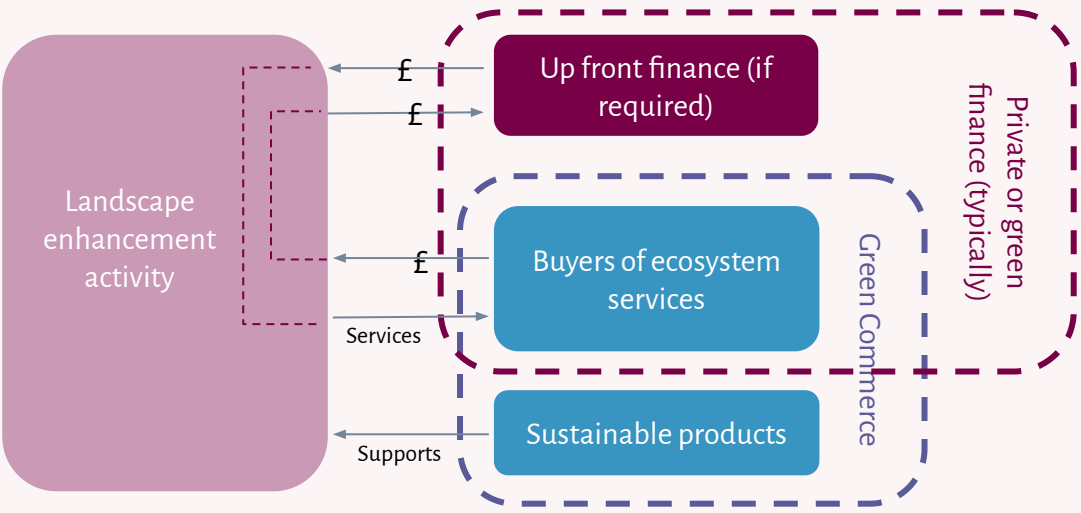 Landscape
enhancement
activity
£
£
£
Services
Supports
Up front finance (if
required)
Buyers of ecosystem
services
Sustainable products
Green Commerce
Private or green
finance (typically)